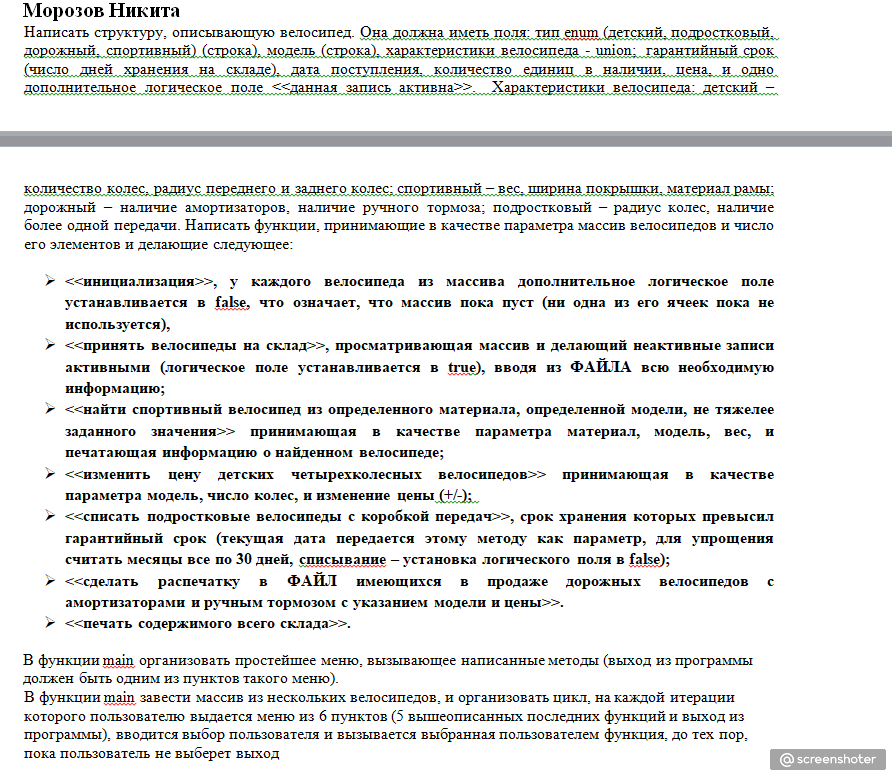 Морозов Никита
Написать структуру, описывающую велосипед. Она должна иметь поля: тип enum (детский, подростковый,
дорожный, спортивный) (строка), модель (строка), характеристики велосипеда - union; гарантийный срок
(число дней хранения на складе), дата поступления, количество единиц в наличии, цена, и одно
дополнительное логическое поле <<данная запись активна>>. Характеристики велосипеда: детский –
количество колес, радиус переднего и заднего колес; спортивный – вес, ширина покрышки, материал рамы;
дорожный – наличие амортизаторов, наличие ручного тормоза; подростковый – радиус колес, наличие
более одной передачи. Написать функции, принимающие в качестве параметра массив велосипедов и число
его элементов и делающие следующее:
➢ <<инициализация>>, у каждого велосипеда из массива дополнительное логическое поле
устанавливается в false, что означает, что массив пока пуст (ни одна из его ячеек пока не
используется),
➢ <<принять велосипеды на склад>>, просматривающая массив и делающий неактивные записи
активными (логическое поле устанавливается в true), вводя из ФАЙЛА всю необходимую
информацию;
➢ <<найти спортивный велосипед из определенного материала, определенной модели, не тяжелее
заданного значения>> принимающая в качестве параметра материал, модель, вес, и
печатающая информацию о найденном велосипеде;
➢ <<изменить цену детских четырехколесных велосипедов>> принимающая в качестве
параметра модель, число колес, и изменение цены (+/-);
➢ <<списать подростковые велосипеды с коробкой передач>>, срок хранения которых превысил
гарантийный срок (текущая дата передается этому методу как параметр, для упрощения
считать месяцы все по 30 дней, списывание – установка логического поля в false);
➢ <<сделать распечатку в ФАЙЛ имеющихся в продаже дорожных велосипедов с
амортизаторами и ручным тормозом с указанием модели и цены>>.
➢ <<печать содержимого всего склада>>.
В функции main организовать простейшее меню, вызывающее написанные методы (выход из программы
должен быть одним из пунктов такого меню).
В функции main завести массив из нескольких велосипедов, и организовать цикл, на каждой итерации
которого пользователю выдается меню из 6 пунктов (5 вышеописанных последних функций и выход из
программы), вводится выбор пользователя и вызывается выбранная пользователем функция, до тех пор,
пока пользователь не выберет выход
@ screenshoter